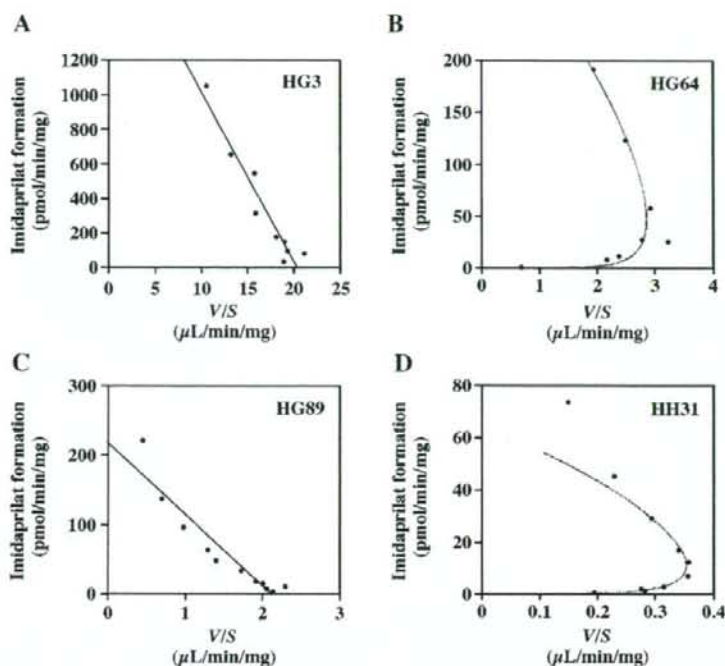 A
Imidaprilat formation
(pmol/min/mg)
1200
1000
800
600
400
200
0
HG3
0 5 10 15 20 25
V/S
(µL/min/mg)
B
Imidaprilat formation
(pmol/min/mg)
200
150
100
50
0
HG64
0 1 2 3 4
V/S
(µL/min/mg)
C
Imidaprilat formation
(pmol/min/mg)
300
200
100
0
HG89
0 1 2 3
V/S
(µL/min/mg)
D
Imidaprilat formation
(pmol/min/mg)
80
60
40
20
0
HH31
0 0.1 0.2 0.3 0.4
V/S
(µL/min/mg)